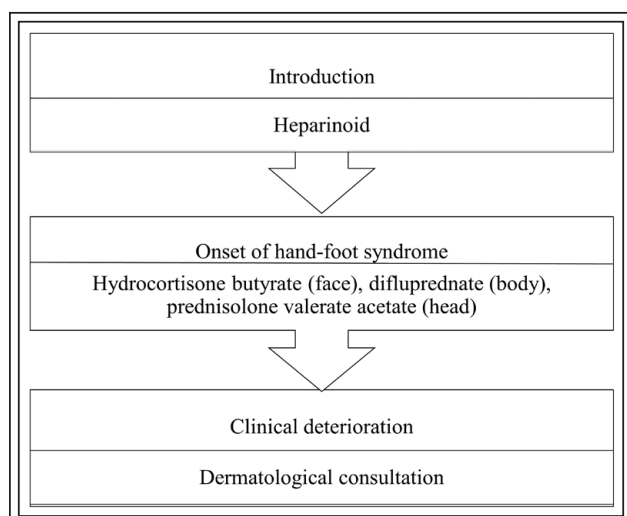 Introduction
Heparinoid
Onset of hand-foot syndrome
Hydrocortisone butyrate (face), difluprednate (body),
prednisolone valerate acetate (head)
Clinical deterioration
Dermatological consultation